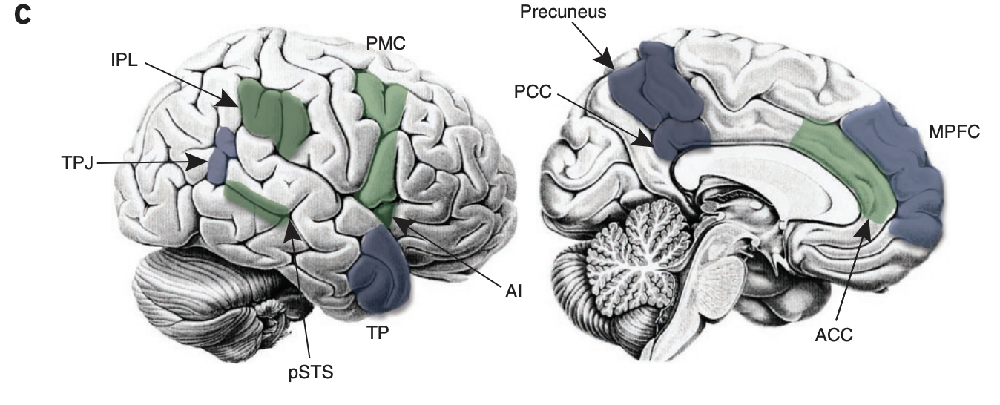 C
Precuneus
IPL
PMC
PCC
MPFC
TPJ
AI
TP
ACC
pSTS